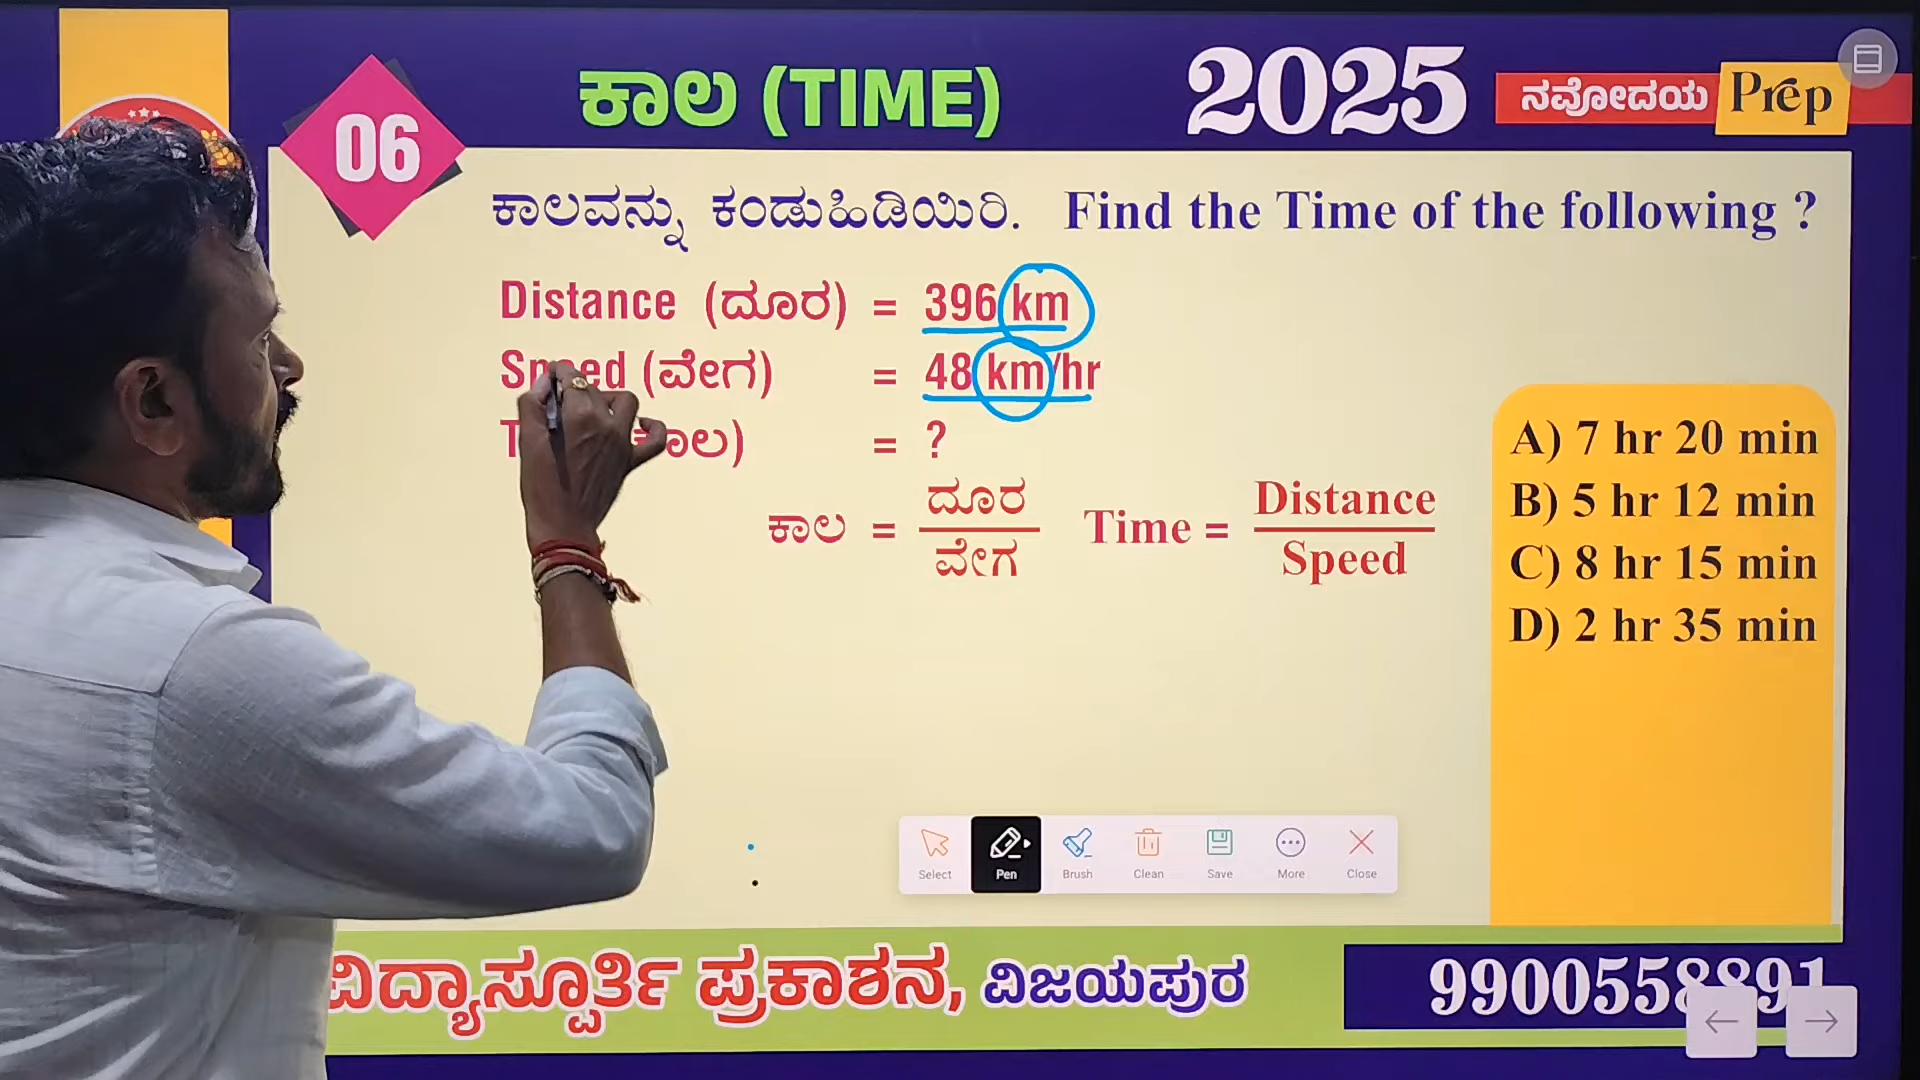 06
ಕಾಲ (TIME)
2025
ನವೋದಯ Prep
ಕಾಲವನ್ನು ಕಂಡುಹಿಡಿಯಿರಿ. Find the Time of the following ?
Distance (ದೂರ) = 396 km
Speed (ವೇಗ) = 48 km/hr
= ?
ಕಾಲ = ದೂರ / ವೇಗ Time = Distance / Speed
A) 7 hr 20 min
B) 5 hr 12 min
C) 8 hr 15 min
D) 2 hr 35 min
Select Pen Brush Clean Save More Close
ವಿದ್ಯಾಸ್ಪೂರ್ತಿ ಪ್ರಕಾಶನ, ವಿಜಯಪುರ
9900558891